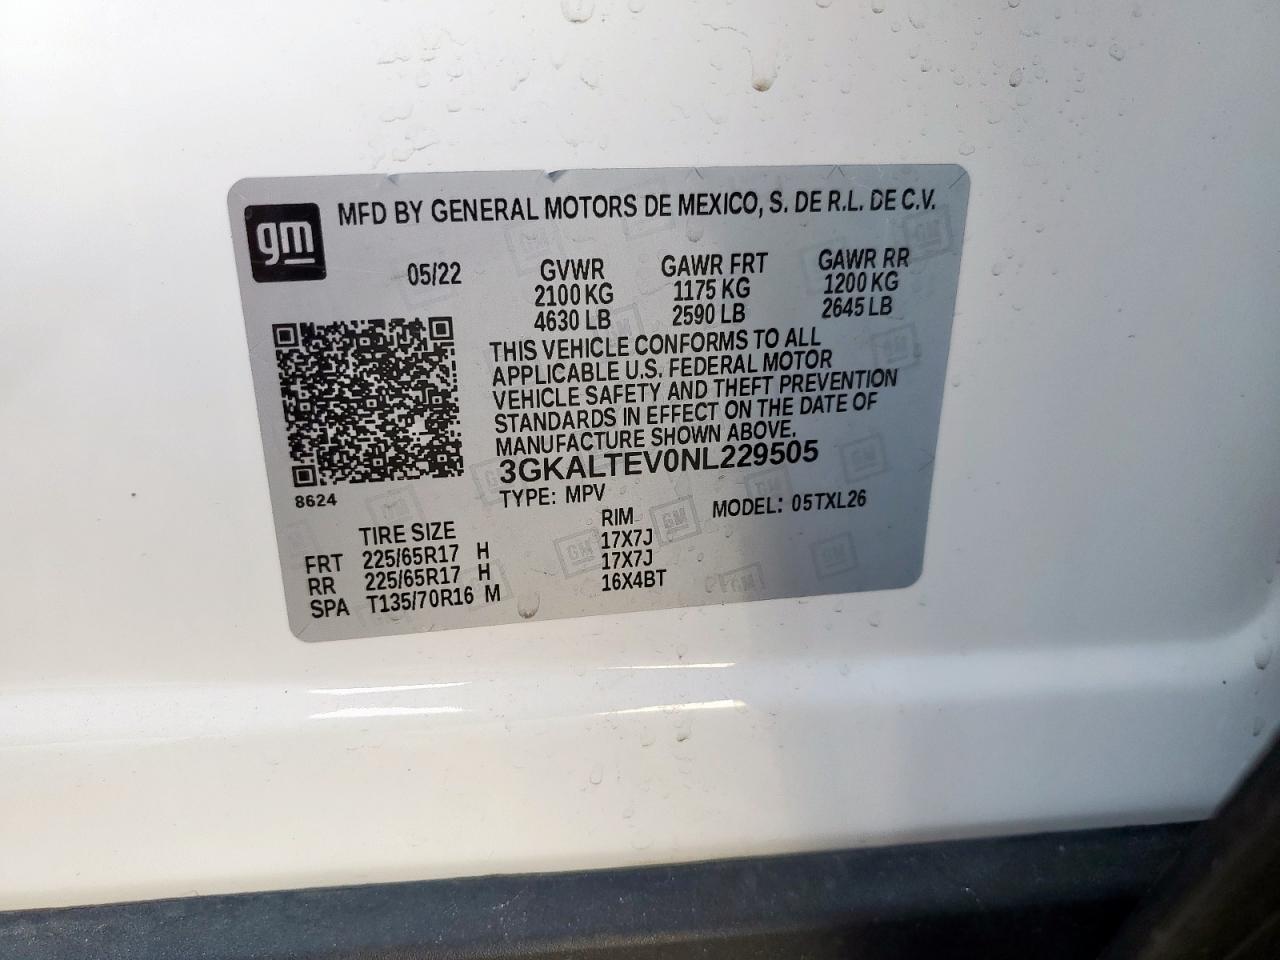 gm
MFD BY GENERAL MOTORS DE MEXICO, S. DE R.L. DE C.V.
05/22 GVWR GAWR FRT GAWR RR
2100 KG 1175 KG 1200 KG
4630 LB 2590 LB 2645 LB
THIS VEHICLE CONFORMS TO ALL
APPLICABLE U.S. FEDERAL MOTOR
VEHICLE SAFETY AND THEFT PREVENTION
STANDARDS IN EFFECT ON THE DATE OF
MANUFACTURE SHOWN ABOVE.
3GKALTEV0NL229505
8624 TYPE: MPV MODEL: 05TXL26
TIRE SIZE RIM
FRT 225/65R17 H 17X7J
RR 225/65R17 H 17X7J
SPA T135/70R16 M 16X4BT